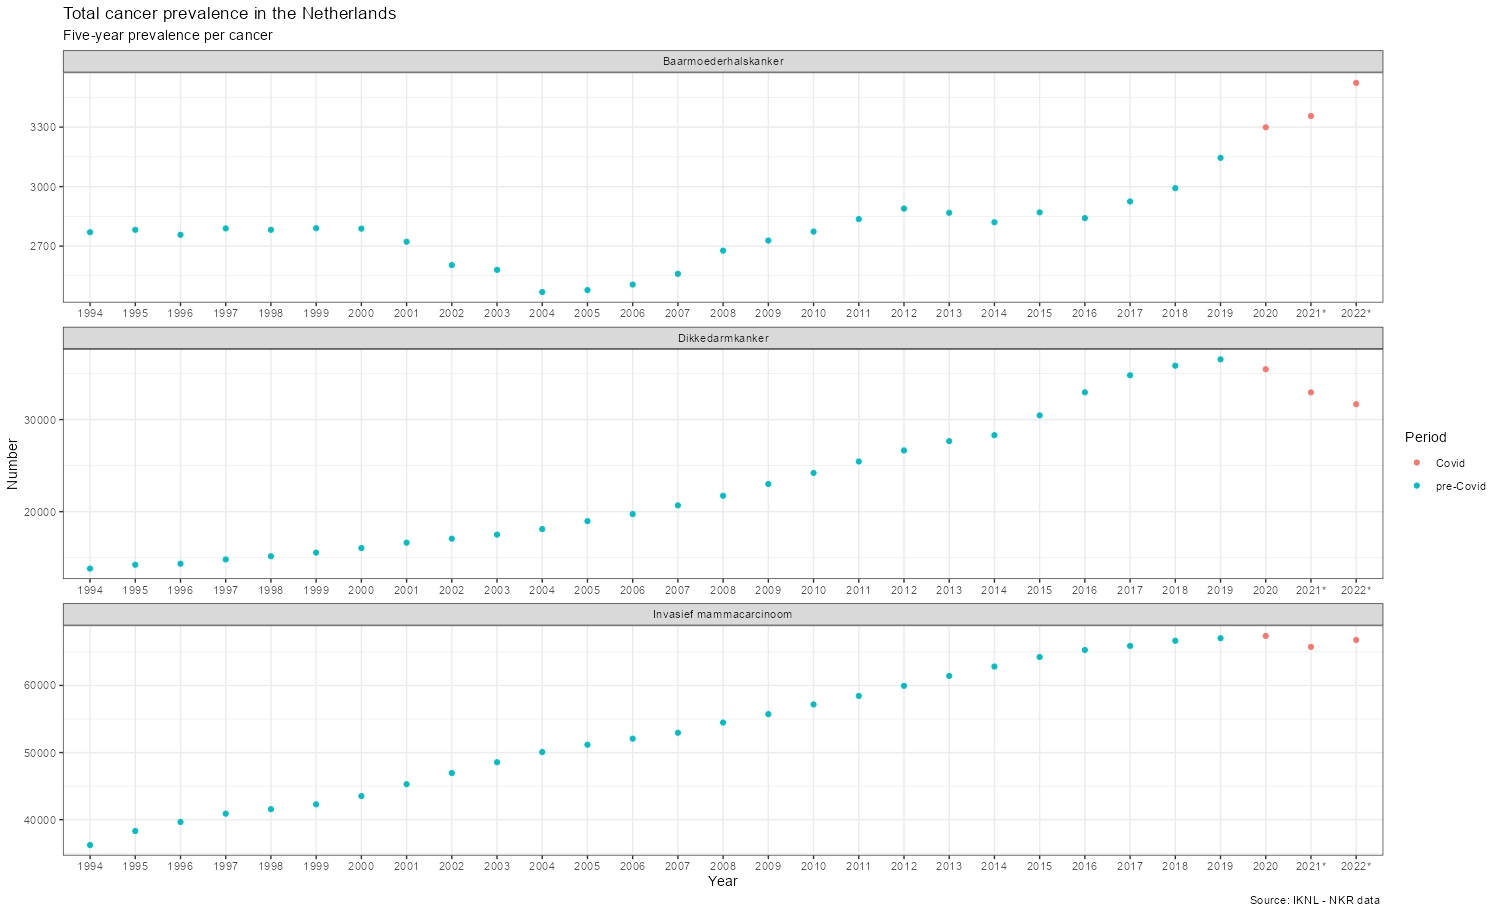 Total cancer prevalence in the Netherlands
Five-year prevalence per cancer
Baarmoederhalskanker
3300
3000
2700
1994 1995 1996 1997 1998 1999 2000 2001 2002 2003 2004 2005 2006 2007 2008 2009 2010 2011 2012 2013 2014 2015 2016 2017 2018 2019 2020 2021* 2022*
Dikkedarmkanker
30000
20000
1994 1995 1996 1997 1998 1999 2000 2001 2002 2003 2004 2005 2006 2007 2008 2009 2010 2011 2012 2013 2014 2015 2016 2017 2018 2019 2020 2021* 2022*
Invasief mammacarcinoom
60000
50000
40000
1994 1995 1996 1997 1998 1999 2000 2001 2002 2003 2004 2005 2006 2007 2008 2009 2010 2011 2012 2013 2014 2015 2016 2017 2018 2019 2020 2021* 2022*
Number
Year
Period
Covid
pre-Covid
Source: IKNL - NKR data